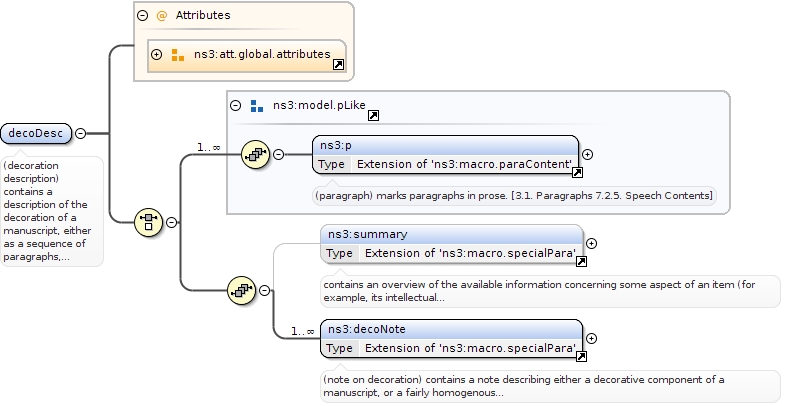 Attributes
ns3:att.global.attributes
decoDesc
(decoration
description)
contains a
description of the
decoration of a
manuscript, either
as a sequence of
paragraphs,...
ns3:model.pLike
1..∞
ns3:p
Type Extension of 'ns3:macro.paraContent'
(paragraph) marks paragraphs in prose. [3.1. Paragraphs 7.2.5. Speech Contents]
ns3:summary
Type Extension of 'ns3:macro.specialPara'
contains an overview of the available information concerning some aspect of an item (for
example, its intellectual...
1..∞
ns3:decoNote
Type Extension of 'ns3:macro.specialPara'
(note on decoration) contains a note describing either a decorative component of a
manuscript, or a fairly homogenous...